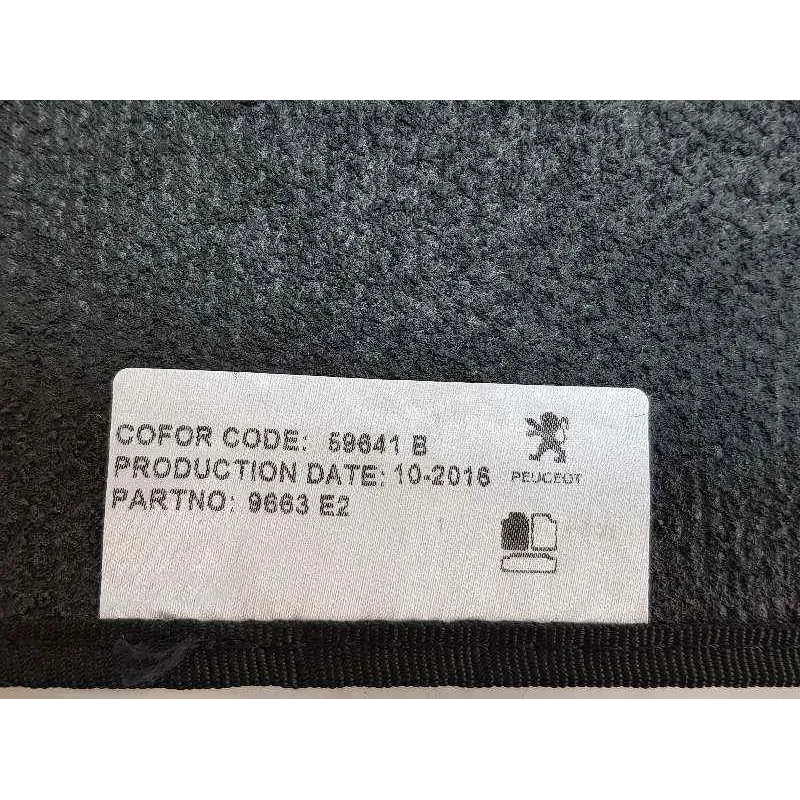 COFOR CODE: 59641 B
PRODUCTION DATE: 10-2016
PARTNO: 9663 E2
PEUGEOT